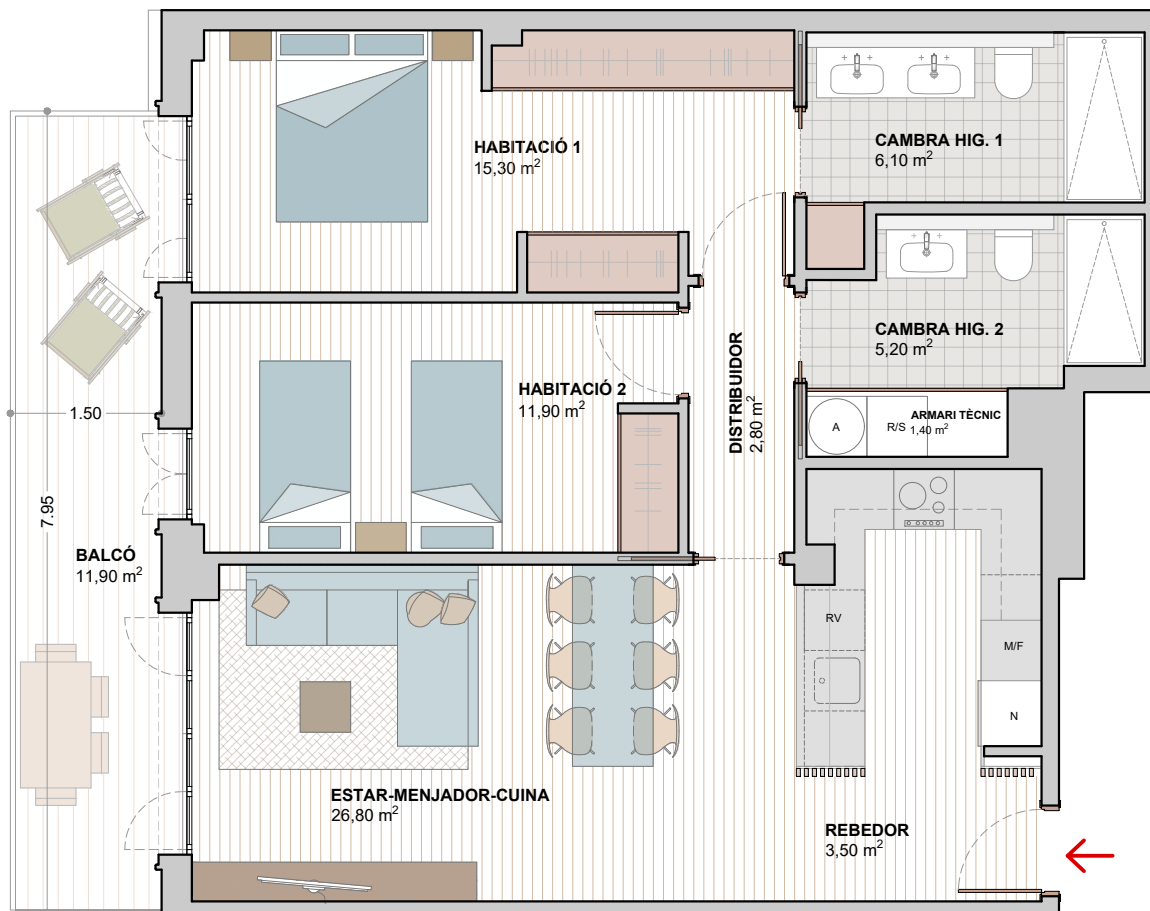 HABITACIÓ 1
15,30 m²
CAMBRA HIG. 1
6,10 m²
CAMBRA HIG. 2
5,20 m²
HABITACIÓ 2
11,90 m²
DISTRIBUIDOR
2,80 m²
ARMARI TÈCNIC
1,40 m²
A
R/S
1.50
7.95
BALCÓ
11,90 m²
RV
M/F
N
ESTAR-MENJADOR-CUINA
26,80 m²
REBEDOR
3,50 m²